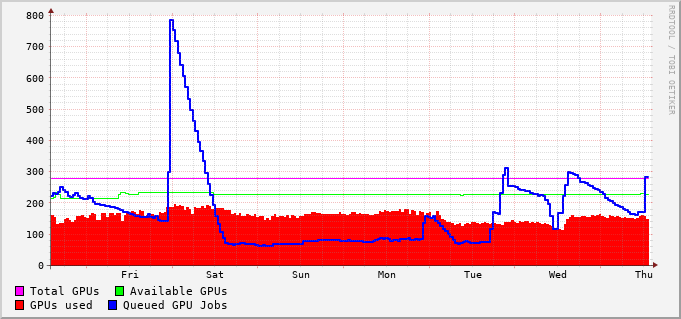 RRDTOOL / TOBI OETIKER
800
700
600
500
400
300
200
100
0
Fri Sat Sun Mon Tue Wed Thu
Total GPUs Available GPUs
GPUs used Queued GPU Jobs